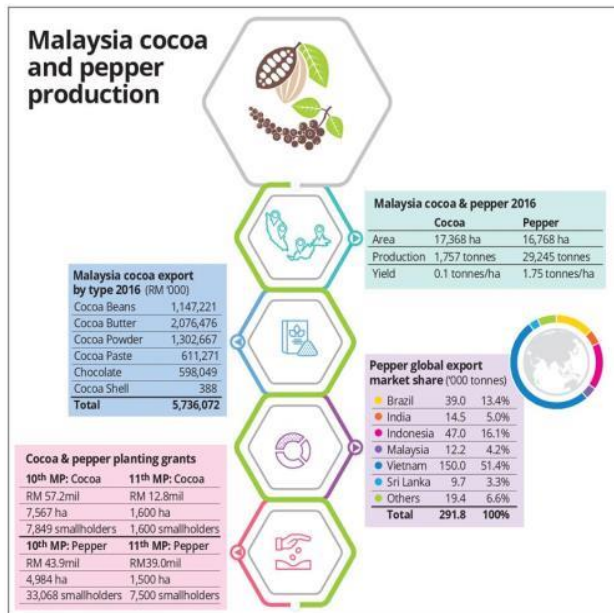 Malaysia cocoa
and pepper
production
Malaysia cocoa & pepper 2016
Cocoa Pepper
Area 17,368 ha 16,768 ha
Production 1,757 tonnes 29,245 tonnes
Yield 0.1 tonnes/ha 1.75 tonnes/ha
Malaysia cocoa export
by type 2016 (RM '000)
Cocoa Beans 1,147,221
Cocoa Butter 2,076,476
Cocoa Powder 1,302,667
Cocoa Paste 611,271
Chocolate 598,049
Cocoa Shell 388
Total 5,736,072
Pepper global export
market share ('000 tonnes)
Brazil 39.0 13.4%
India 14.5 5.0%
Indonesia 47.0 16.1%
Malaysia 12.2 4.2%
Vietnam 150.0 51.4%
Sri Lanka 9.7 3.3%
Others 19.4 6.6%
Total 291.8 100%
Cocoa & pepper planting grants
10th MP: Cocoa 11th MP: Cocoa
RM 57.2mil RM 12.8mil
7,567 ha 1,600 ha
7,849 smallholders 1,600 smallholders
10th MP: Pepper 11th MP: Pepper
RM 43.9mil RM39.0mil
4,984 ha 1,500 ha
33,068 smallholders 7,500 smallholders